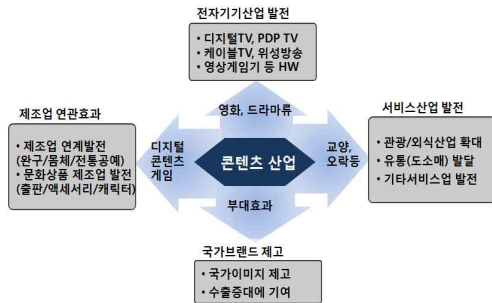 전자기기산업 발전
• 디지털TV, PDP TV
• 케이블TV, 위성방송
• 영상게임기 등 HW
영화, 드라마류
제조업 연관효과
• 제조업 연계발전
(완구/몸체/전통공예)
• 문화상품 제조업 발전
(출판/액세서리/캐릭터)
디지털
콘텐츠
게임
콘텐츠 산업
교양,
오락등
서비스산업 발전
• 관광/외식산업 확대
• 유통(도소매) 발달
• 기타서비스업 발전
부대효과
국가브랜드 제고
• 국가이미지 제고
• 수출증대에 기여